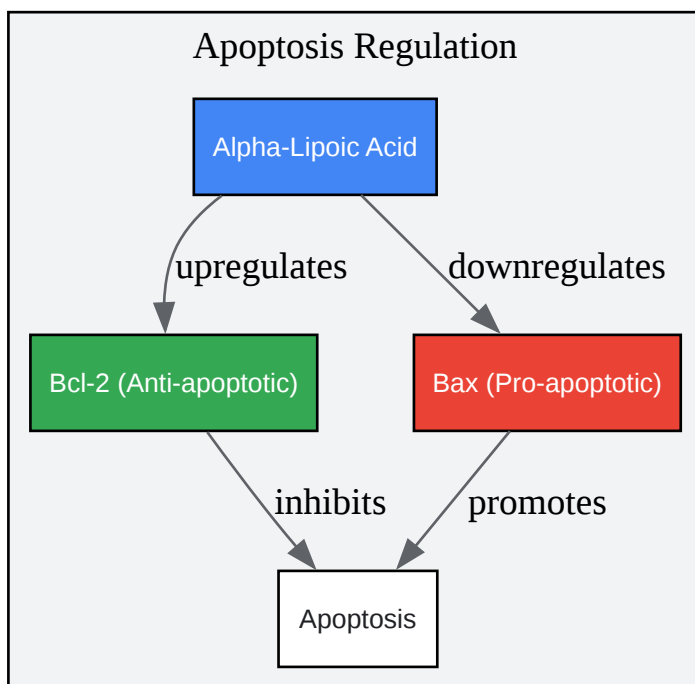 Apoptosis Regulation
Alpha-Lipoic Acid
upregulates
downregulates
Bcl-2 (Anti-apoptotic)
Bax (Pro-apoptotic)
inhibits
promotes
Apoptosis